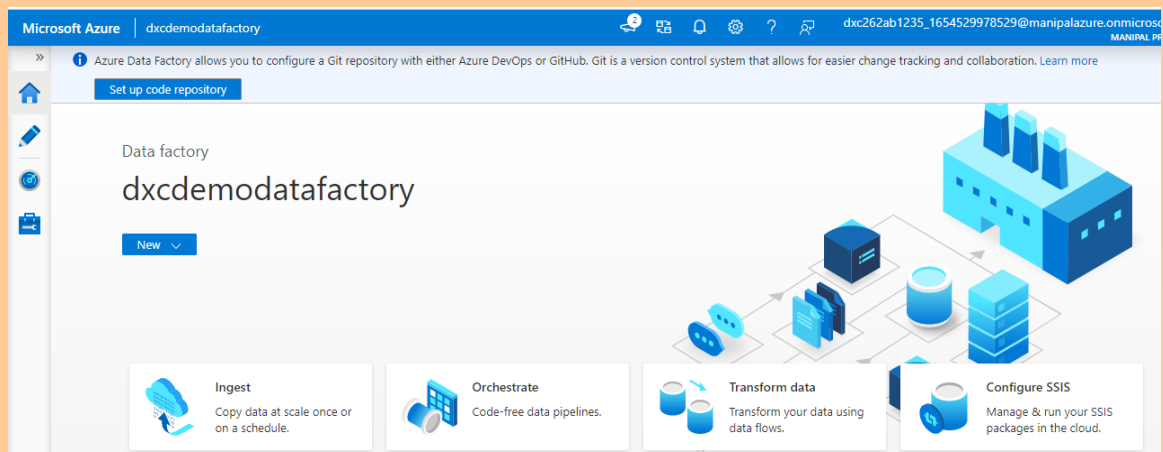 Microsoft Azure dxcdemodatafactory 2 ? dxc262ab1235_1654529978529@manipalazure.onmicroso
MANIPAL PR
»
Azure Data Factory allows you to configure a Git repository with either Azure DevOps or GitHub. Git is a version control system that allows for easier change tracking and collaboration. Learn more
Set up code repository
Data factory
dxcdemodatafactory
New
Ingest
Copy data at scale once or
on a schedule.
Orchestrate
Code-free data pipelines.
Transform data
Transform your data using
data flows.
Configure SSIS
Manage & run your SSIS
packages in the cloud.